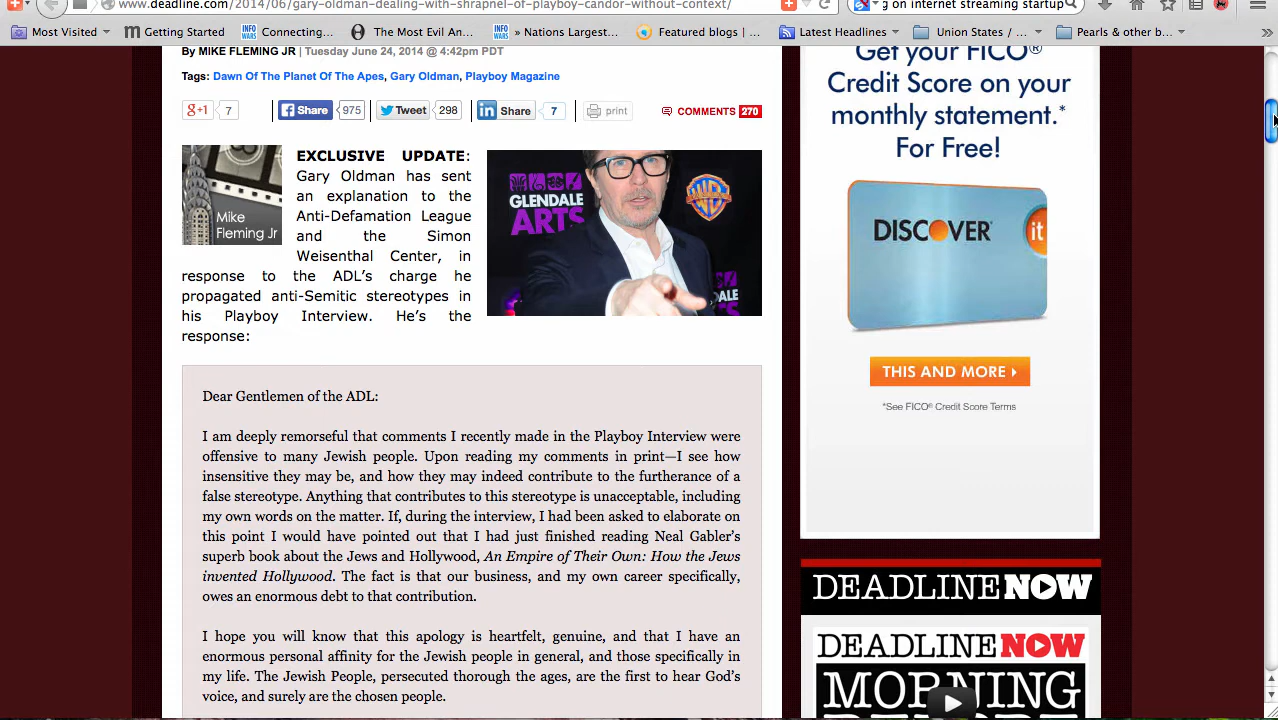 www.deadline.com/2014/06/gary-oldman-dealing-with-shrapnel-of-playboy-candor-without-context/
g on internet streaming startup
Most Visited
Getting Started
INFO WARS
Connecting...
The Most Evil An...
INFO WARS
» Nations Largest...
Featured blogs | ...
Latest Headlines
Union States / ...
Pearls & other b...
By MIKE FLEMING JR | Tuesday June 24, 2014 @ 4:42pm PDT
Tags: Dawn Of The Planet Of The Apes, Gary Oldman, Playboy Magazine
g +1 7
Share 975
Tweet 298
in Share 7
print
COMMENTS 270
Mike
Fleming Jr
EXCLUSIVE UPDATE:
Gary Oldman has sent
an explanation to the
Anti-Defamation League
and the Simon
Weisenthal Center, in
response to the ADL’s charge he
propagated anti-Semitic stereotypes in
his Playboy Interview. He’s the
response:
GLENDALE
ARTS
WB
DALE
Dear Gentlemen of the ADL:
I am deeply remorseful that comments I recently made in the Playboy Interview were
offensive to many Jewish people. Upon reading my comments in print—I see how
insensitive they may be, and how they may indeed contribute to the furtherance of a
false stereotype. Anything that contributes to this stereotype is unacceptable, including
my own words on the matter. If, during the interview, I had been asked to elaborate on
this point I would have pointed out that I had just finished reading Neal Gabler’s
superb book about the Jews and Hollywood, An Empire of Their Own: How the Jews
invented Hollywood. The fact is that our business, and my own career specifically,
owes an enormous debt to that contribution.
I hope you will know that this apology is heartfelt, genuine, and that I have an
enormous personal affinity for the Jewish people in general, and those specifically in
my life. The Jewish People, persecuted thorough the ages, are the first to hear God’s
voice, and surely are the chosen people.
Get your FICO®
Credit Score on your
monthly statement.*
For Free!
DISCOVER
it
THIS AND MORE
*See FICO® Credit Score Terms
DEADLINE NOW
DEADLINE NOW
MORNING